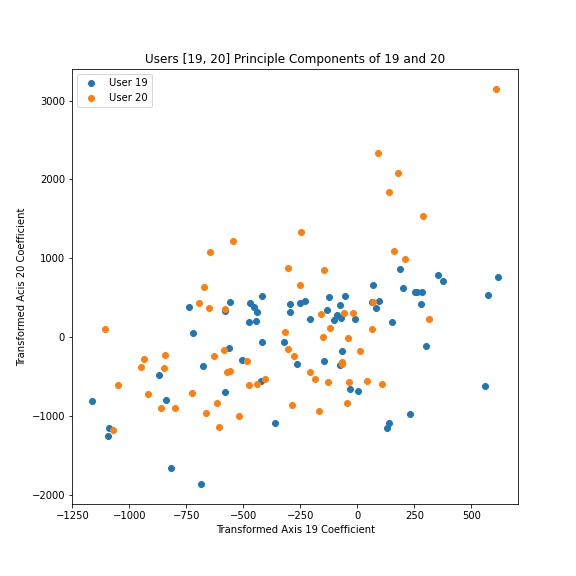 Users [19, 20] Principle Components of 19 and 20
User 19
User 20
3000
2000
1000
0
−1000
−2000
Transformed Acis 20 Coefficient
−1250 −1000 −750 −500 −250 0 250 500
Transformed Axis 19 Coefficient